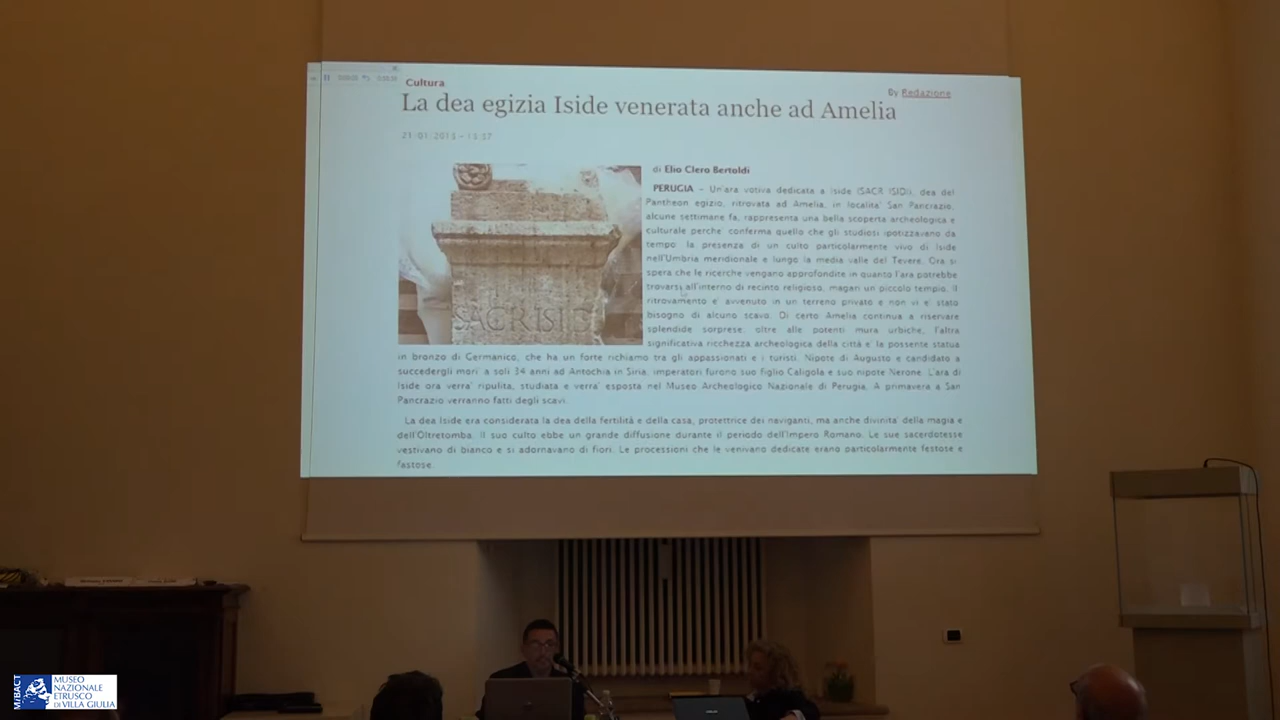 Cultura
By Redazione
La dea egizia Iside venerata anche ad Amelia
di Elio Clero Bertoldi
PERUGIA - Un'ara votiva dedicata a Iside (SACR ISIDI), dea del
Pantheon egizio, ritrovata ad Amelia, in localita' San Pancrazio,
alcune settimane fa, rappresenta una bella scoperta archeologica e
culturale perche' conferma quello che gli studiosi ipotizzavano da
tempo: la presenza di un culto particolarmente vivo di Iside
nell'Umbria meridionale e lungo la media valle del Tevere. Ora si
spera che le ricerche vengano approfondite in quanto l'ara potrebbe
trovarsi all'interno di recinto religioso, magari un piccolo tempio. Il
ritrovamento e' avvenuto in un terreno privato e non vi e' stato
bisogno di alcuno scavo. Di certo Amelia continua a riservare
splendide sorprese: oltre alle potenti mura urbiche, l'altra
significativa ricchezza archeologica della città e' la possente statua
in bronzo di Germanico, che ha un forte richiamo tra gli appassionati e i turisti. Nipote di Augusto e candidato a
succedergli mori' a soli 34 anni ad Antochia in Siria, imperatori furono suo figlio Caligola e suo nipote Nerone. L'ara di
Iside ora verra' ripulita, studiata e verra' esposta nel Museo Archeologico Nazionale di Perugia. A primavera a San
Pancrazio verranno fatti degli scavi.
La dea Iside era considerata la dea della fertilità e della casa, protettrice dei naviganti, ma anche divinita' della magia e
dell'Oltretomba. Il suo culto ebbe un grande diffusione durante il periodo dell'Impero Romano. Le sue sacerdotesse
vestivano di bianco e si adornavano di fiori. Le processioni che le venivano dedicate erano particolarmente festose e
fastose.
SACR ISIDI
MIBACT
MUSEO
NAZIONALE
ETRUSCO
DI VILLA GIULIA